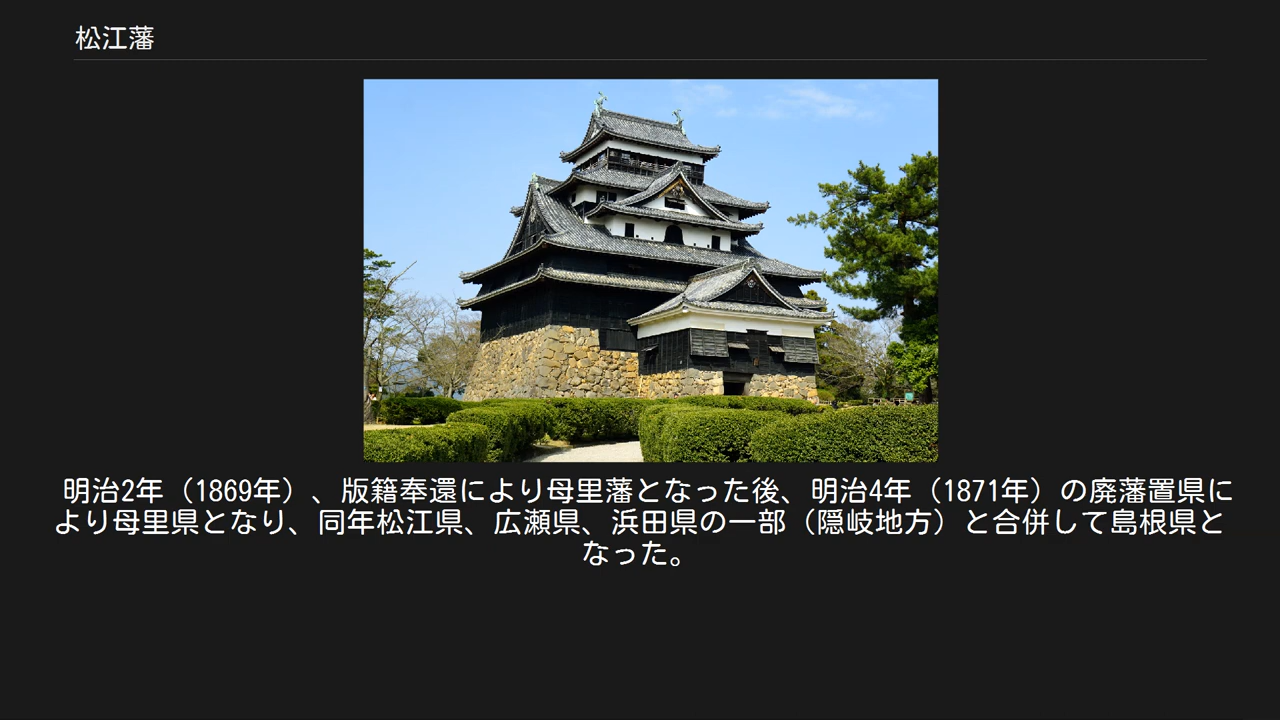 松江藩
明治2年（1869年）、版籍奉還により母里藩となった後、明治4年（1871年）の廃藩置県に
より母里県となり、同年松江県、広瀬県、浜田県の一部（隠岐地方）と合併して島根県と
なった。